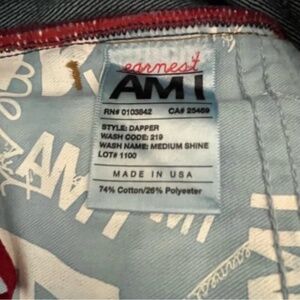 earnest
AM I
RN# 0103842 CA# 25469
STYLE: DAPPER
WASH CODE: 219
WASH NAME: MEDIUM SHINE
LOT# 1100
MADE IN USA
74% Cotton/26% Polyester
AM I